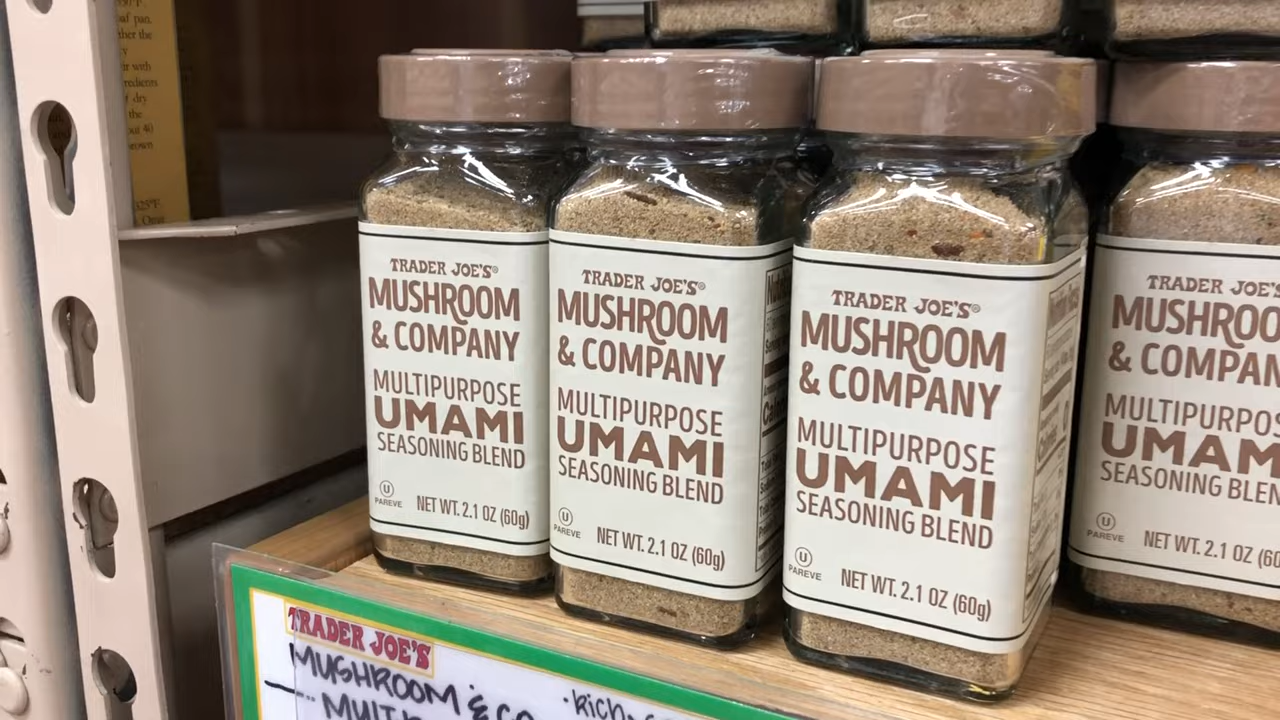 TRADER JOE'S®
MUSHROOM
& COMPANY
MULTIPURPOSE
UMAMI
SEASONING BLEND
U
PAREVE
NET WT. 2.1 OZ (60g)
TRADER JOE'S®
MUSHROOM
& COMPANY
MULTIPURPOSE
UMAMI
SEASONING BLEND
U
PAREVE
NET WT. 2.1 OZ (60g)
TRADER JOE'S®
MUSHROOM
& COMPANY
MULTIPURPOSE
UMAMI
SEASONING BLEND
U
PAREVE
NET WT. 2.1 OZ (60g)
TRADER JOE'S
MUSHROO
& COMPAN
MULTIPURPOS
UMAM
SEASONING BLEN
U
PAREVE
NET WT. 2.1 OZ (60
TRADER JOE'S
MUSHROOM & CO